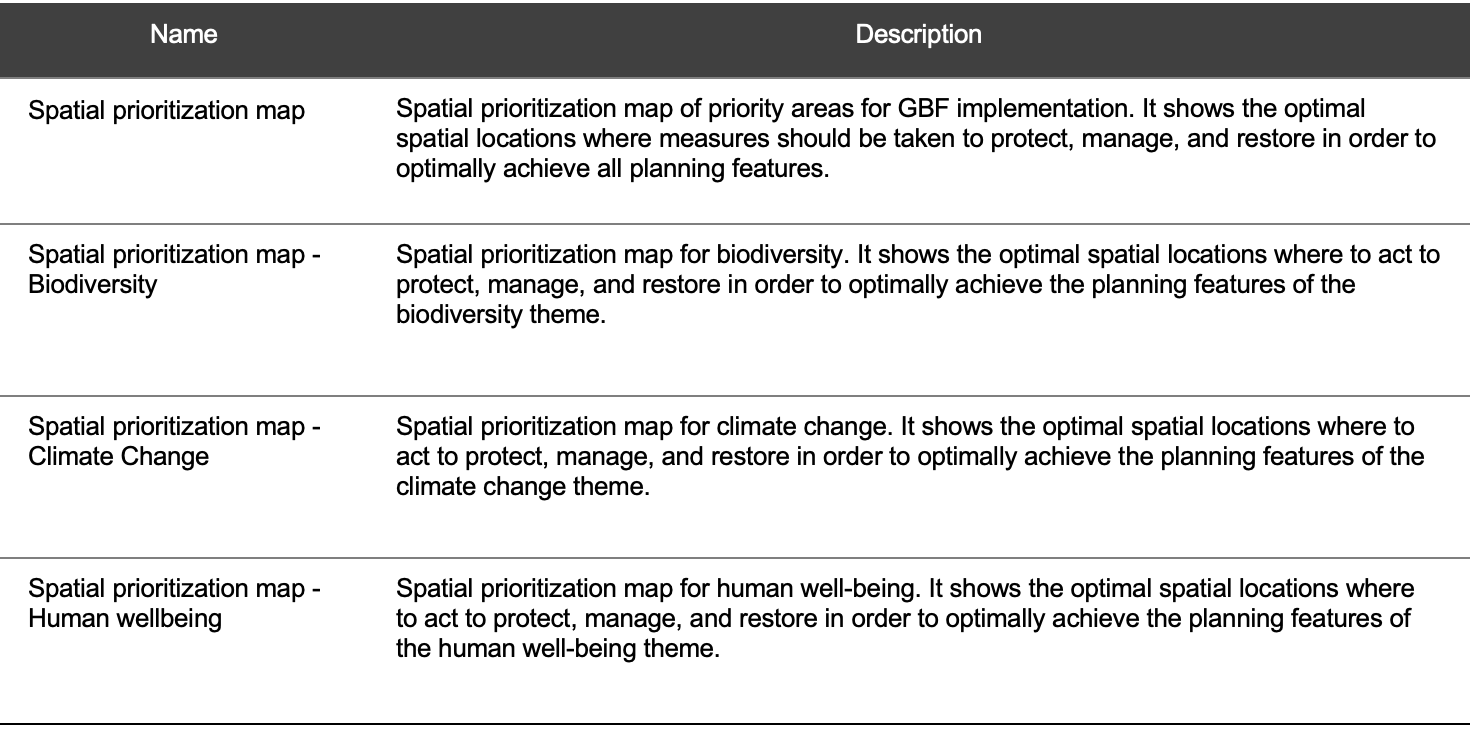 Name
Description
Spatial prioritization map
Spatial prioritization map of priority areas for GBF implementation. It shows the optimal
spatial locations where measures should be taken to protect, manage, and restore in order to
optimally achieve all planning features.
Spatial prioritization map -
Biodiversity
Spatial prioritization map for biodiversity. It shows the optimal spatial locations where to act to
protect, manage, and restore in order to optimally achieve the planning features of the
biodiversity theme.
Spatial prioritization map -
Climate Change
Spatial prioritization map for climate change. It shows the optimal spatial locations where to
act to protect, manage, and restore in order to optimally achieve the planning features of the
climate change theme.
Spatial prioritization map -
Human wellbeing
Spatial prioritization map for human well-being. It shows the optimal spatial locations where
to act to protect, manage, and restore in order to optimally achieve the planning features of
the human well-being theme.